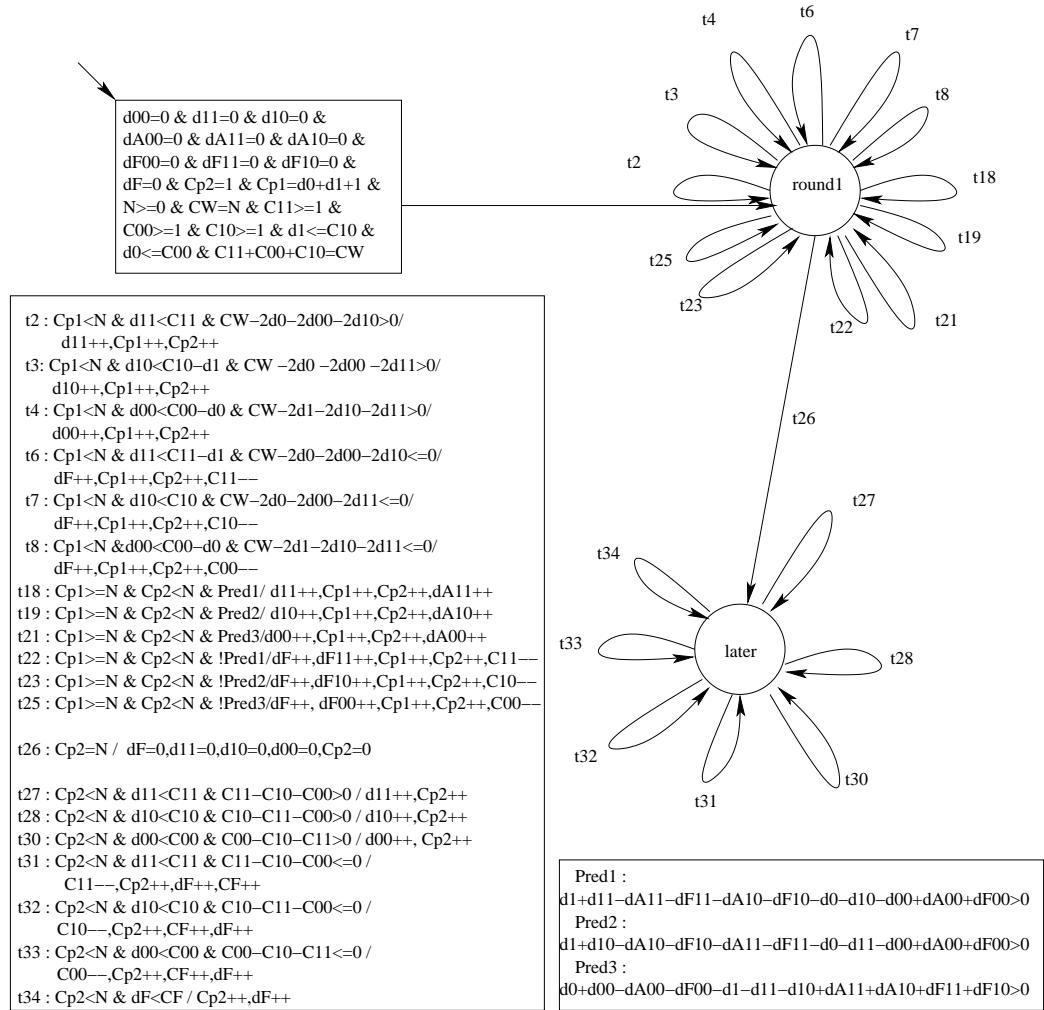 t6
t4
t7
t3
t8
d00=0 & d11=0 & d10=0 &
dA00=0 & dA11=0 & dA10=0 &
dF00=0 & dF11=0 & dF10=0 &
dF=0 & Cp2=1 & Cp1=d0+d1+1 &
N>=0 & CW=N & C11>=1 &
C00>=1 & C10>=1 & d1<=C10 &
d0<=C00 & C11+C00+C10=CW
t2
round1
t18
t19
t25
t23
t22
t21
t26
t2 : Cp1<N & d11<C11 & CW−2d0−2d00−2d10>0/
d11++,Cp1++,Cp2++
t3: Cp1<N & d10<C10−d1 & CW −2d0 −2d00 −2d11>0/
d10++,Cp1++,Cp2++
t4 : Cp1<N & d00<C00−d0 & CW−2d1−2d10−2d11>0/
d00++,Cp1++,Cp2++
t6 : Cp1<N & d11<C11−d1 & CW−2d0−2d00−2d10<=0/
dF++,Cp1++,Cp2++,C11−−
t7 : Cp1<N & d10<C10 & CW−2d0−2d00−2d11<=0/
dF++,Cp1++,Cp2++,C10−−
t8 : Cp1<N &d00<C00−d0 & CW−2d1−2d10−2d11<=0/
dF++,Cp1++,Cp2++,C00−−
t18 : Cp1>=N & Cp2<N & Pred1/ d11++,Cp1++,Cp2++,dA11++
t19 : Cp1>=N & Cp2<N & Pred2/ d10++,Cp1++,Cp2++,dA10++
t21 : Cp1>=N & Cp2<N & Pred3/d00++,Cp1++,Cp2++,dA00++
t22 : Cp1>=N & Cp2<N & !Pred1/dF++,dF11++,Cp1++,Cp2++,C11−−
t23 : Cp1>=N & Cp2<N & !Pred2/dF++,dF10++,Cp1++,Cp2++,C10−−
t25 : Cp1>=N & Cp2<N & !Pred3/dF++, dF00++,Cp1++,Cp2++,C00−−
t26 : Cp2=N / dF=0,d11=0,d10=0,d00=0,Cp2=0
t27 : Cp2<N & d11<C11 & C11−C10−C00>0 / d11++,Cp2++
t28 : Cp2<N & d10<C10 & C10−C11−C00>0 / d10++,Cp2++
t30 : Cp2<N & d00<C00 & C00−C10−C11>0 / d00++, Cp2++
t31 : Cp2<N & d11<C11 & C11−C10−C00<=0 /
C11−−,Cp2++,dF++,CF++
t32 : Cp2<N & d10<C10 & C10−C11−C00<=0 /
C10−−,Cp2++,CF++,dF++
t33 : Cp2<N & d00<C00 & C00−C10−C11<=0 /
C00−−,Cp2++,CF++,dF++
t34 : Cp2<N & dF<CF / Cp2++,dF++
t27
t34
t33
later
t28
t32
t31
t30
Pred1 :
d1+d11−dA11−dF11−dA10−dF10−d0−d10−d00+dA00+dF00>0
Pred2 :
d1+d10−dA10−dF10−dA11−dF11−d0−d11−d00+dA00+dF00>0
Pred3 :
d0+d00−dA00−dF00−d1−d11−d10+dA11+dA10+dF11+dF10>0